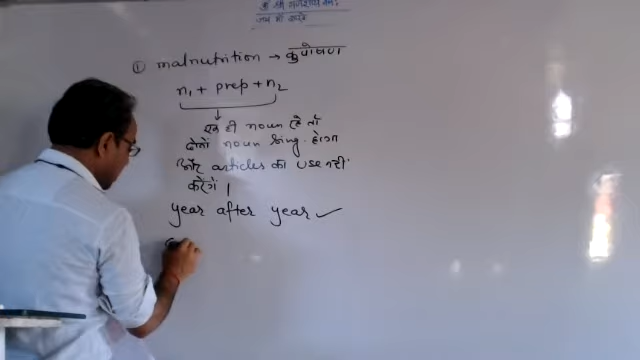 ① malnutrition → कुपोषण
n₁ + prep + n₂
एक ही noun है तो
दोनों noun sing. होगा
और articles का use नहीं
करेंगें |
year after year ✓